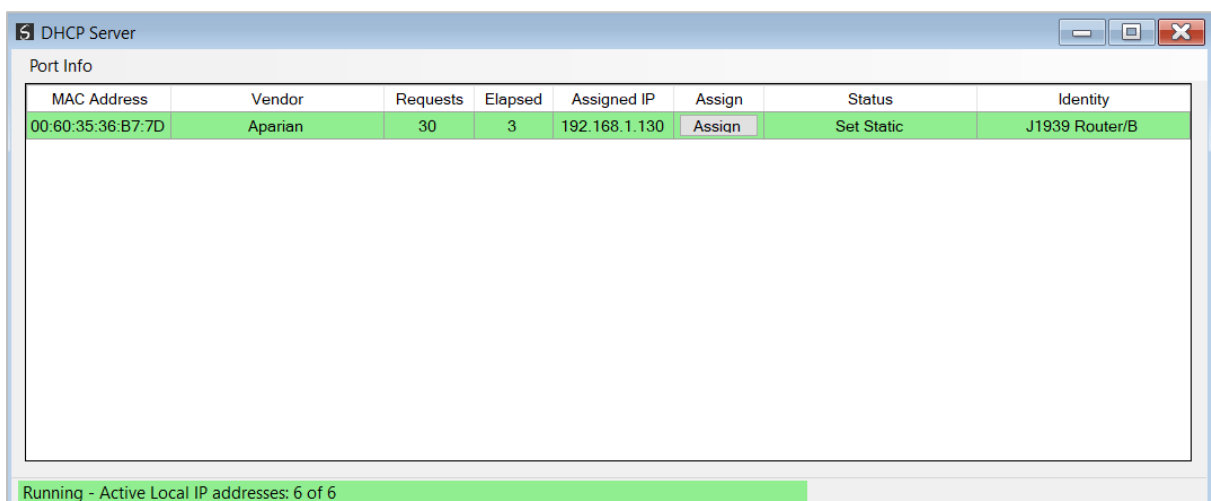 DHCP Server
Port Info
MAC Address Vendor Requests Elapsed Assigned IP Assign Status Identity
00:60:35:36:B7:7D Aparian 30 3 192.168.1.130 Assign Set Static J1939 Router/B
Running - Active Local IP addresses: 6 of 6